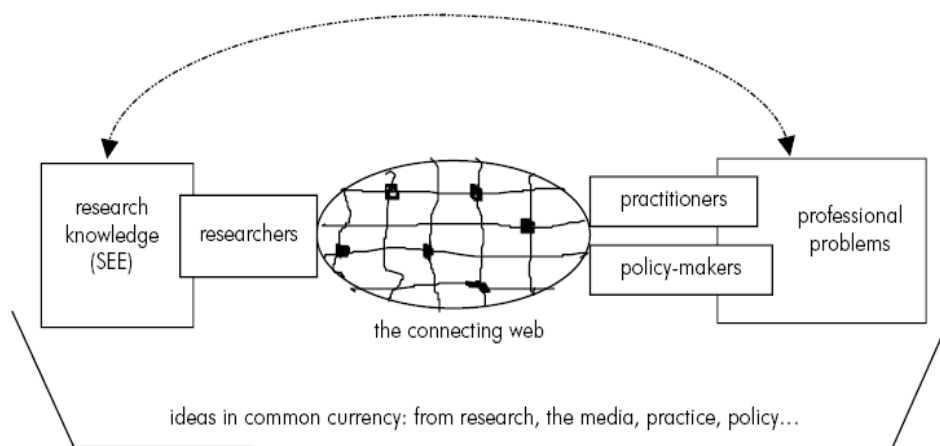 research
knowledge
(SEE)
researchers
practitioners
policy-makers
professional
problems
the connecting web
ideas in common currency: from research, the media, practice, policy...